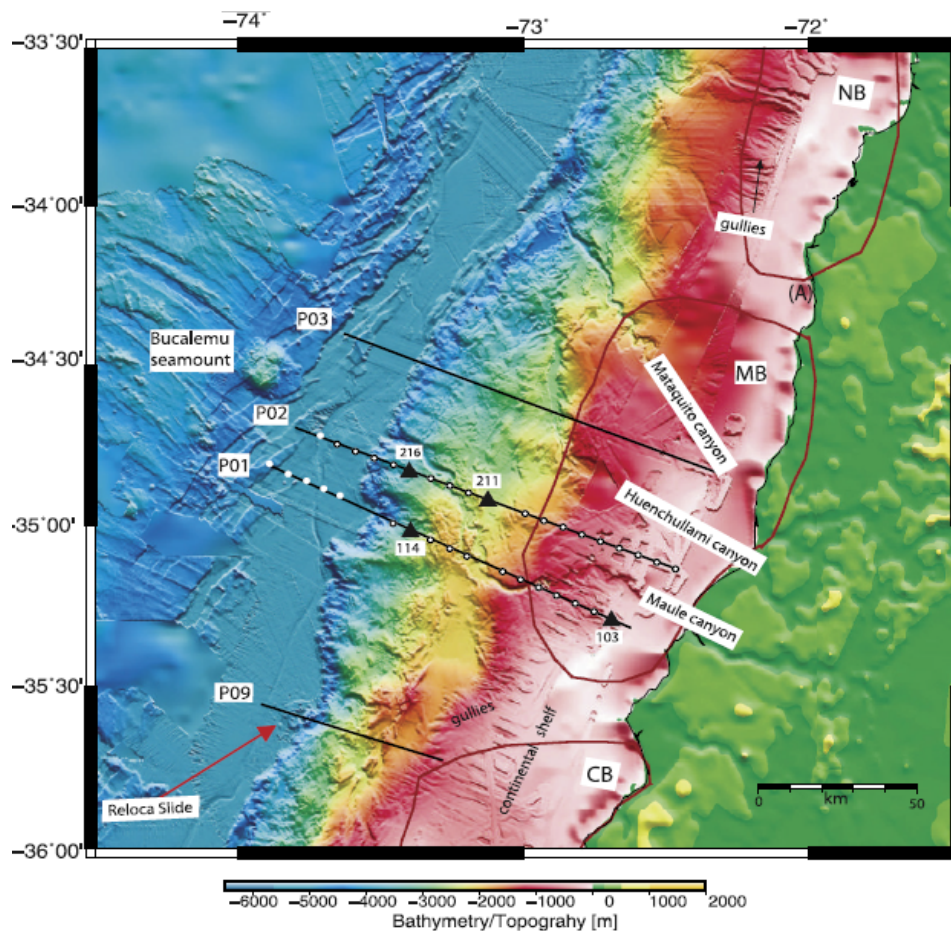 −74˚
−73˚
−72˚
−33˚30'
NB
−34˚00'
gullies
(A)
P03
Bucalemu
seamount
−34˚30'
MB
Mataquito canyon
P02
216
P01
211
−35˚00'
Huenchullami canyon
114
Maule canyon
103
−35˚30'
P09
gullies
continental shelf
CB
Reloca Slide
0
km
50
−36˚00'
−6000
−5000
−4000
−3000
−2000
−1000
0
1000
2000
Bathymetry/Topograhy [m]